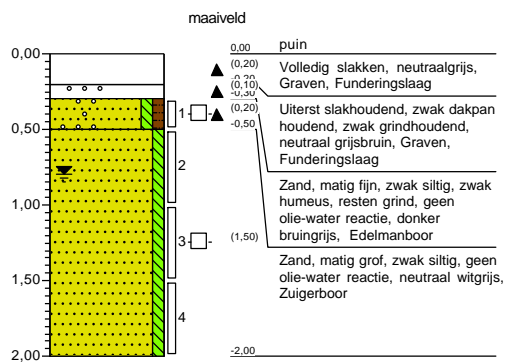 maaiveld
0,00
0,50
1,00
1,50
2,00
1
2
3
4
0,00
(0,20)
-0,20
(0,10)
-0,30
(0,20)
-0,50
(1,50)
-2,00
puin
Volledig slakken, neutraalgrijs,
Graven, Funderingslaag
Uiterst slakhoudend, zwak dakpan
houdend, zwak grindhoudend,
neutraal grijsbruin, Graven,
Funderingslaag
Zand, matig fijn, zwak siltig, zwak
humeus, resten grind, geen
olie-water reactie, donker
bruingrijs, Edelmanboor
Zand, matig grof, zwak siltig, geen
olie-water reactie, neutraal witgrijs,
Zuigerboor